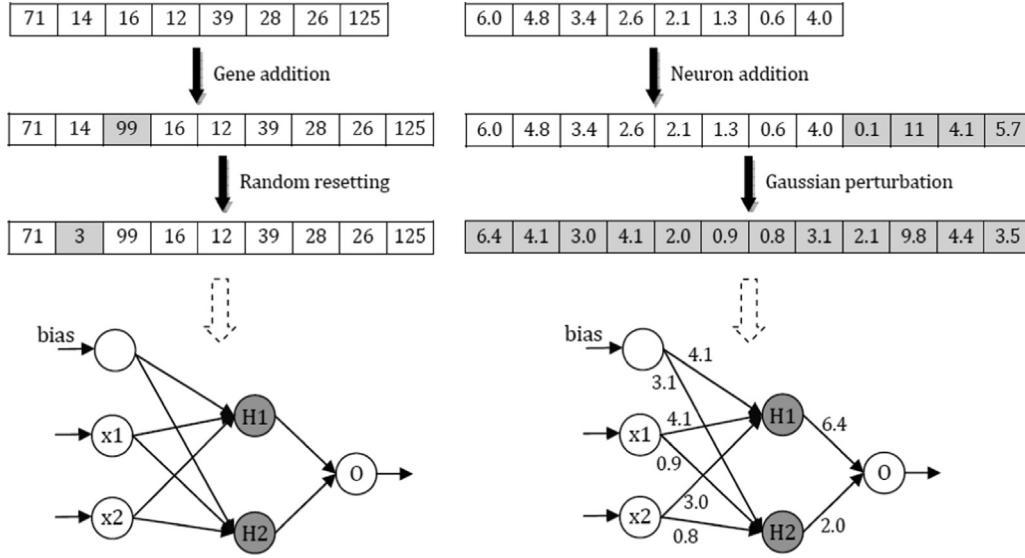 71 14 16 12 39 28 26 125
Gene addition
71 14 99 16 12 39 28 26 125
Random resetting
71 3 99 16 12 39 28 26 125
bias
x1
x2
H1
H2
O
6.0 4.8 3.4 2.6 2.1 1.3 0.6 4.0
Neuron addition
6.0 4.8 3.4 2.6 2.1 1.3 0.6 4.0 0.1 11 4.1 5.7
Gaussian perturbation
6.4 4.1 3.0 4.1 2.0 0.9 0.8 3.1 2.1 9.8 4.4 3.5
bias
4.1
3.1
x1
4.1
H1
6.4
0.9
O
x2
3.0
0.8
H2
2.0